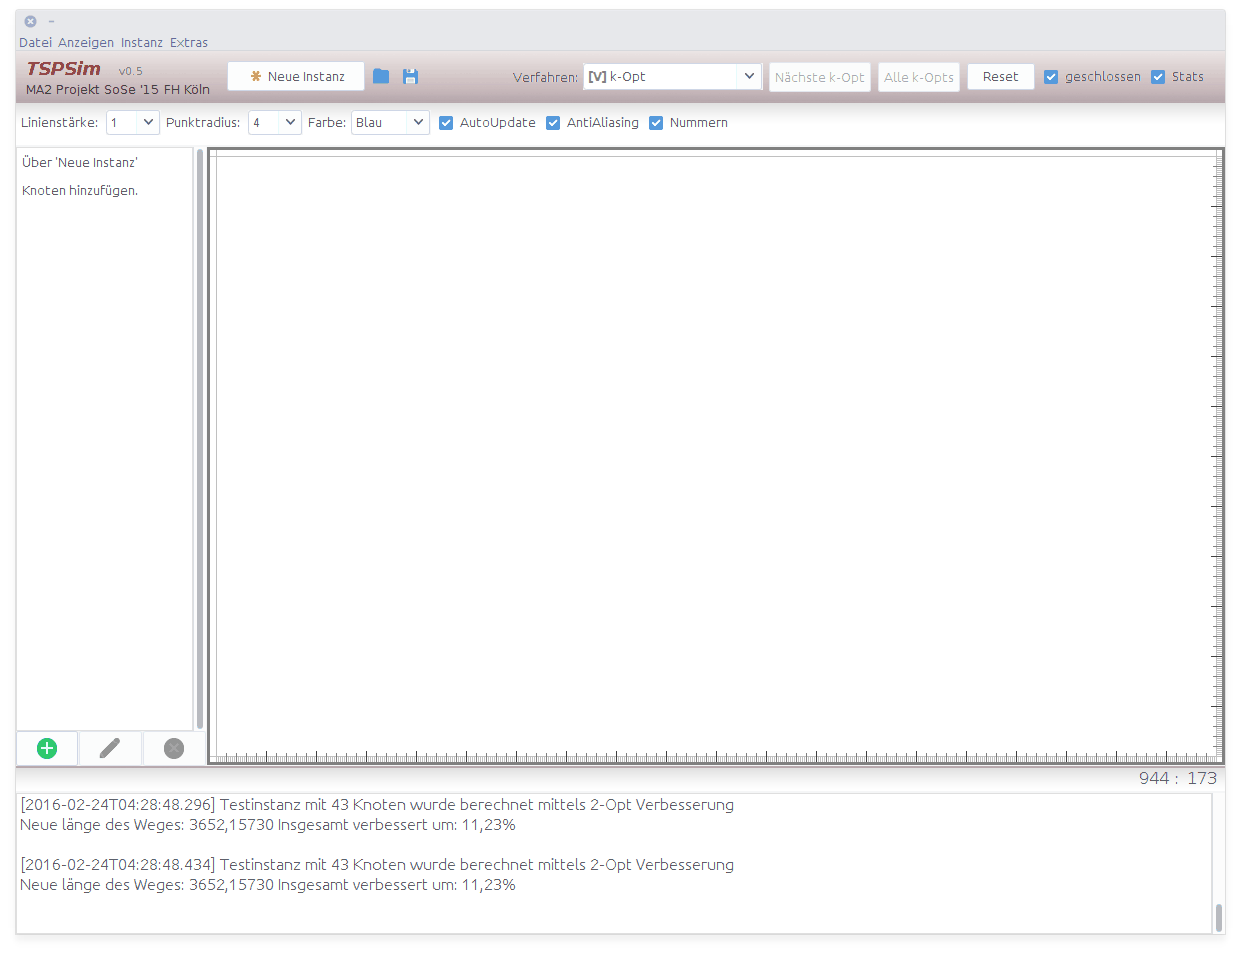 Datei Anzeigen Instanz Extras
TSPSim v0.5
MA2 Projekt SoSe '15 FH Köln
Neue Instanz
Verfahren: [V] k-Opt
Nächste k-Opt
Alle k-Opts
Reset
geschlossen
Stats
Linienstärke: 1 Punktradius: 4 Farbe: Blau AutoUpdate AntiAliasing Nummern
Über 'Neue Instanz'
Knoten hinzufügen.
944 : 173
[2016-02-24T04:28:48.296] Testinstanz mit 43 Knoten wurde berechnet mittels 2-Opt Verbesserung
Neue länge des Weges: 3652,15730 Insgesamt verbessert um: 11,23%
[2016-02-24T04:28:48.434] Testinstanz mit 43 Knoten wurde berechnet mittels 2-Opt Verbesserung
Neue länge des Weges: 3652,15730 Insgesamt verbessert um: 11,23%